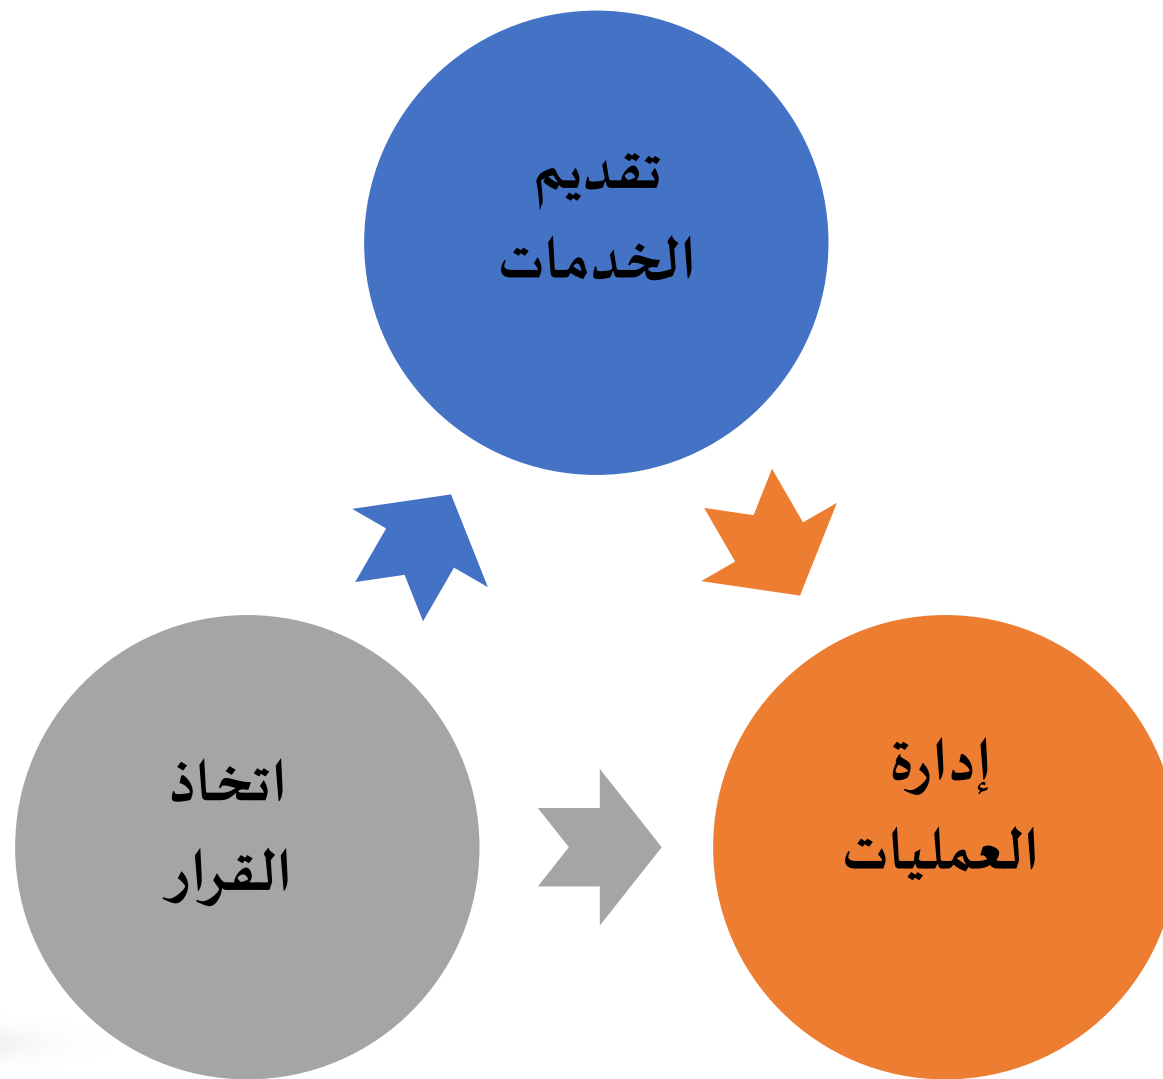 تقديم
الخدمات
إدارة
العمليات
اتخاذ
القرار